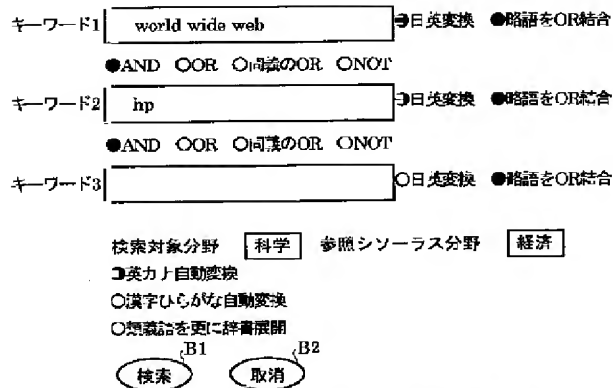 キーワード1 world wide web ●日英変換 ●略語をOR結合
●AND ○OR ○同義のOR ○NOT
キーワード2 hp ○日英変換 ●略語をOR結合
●AND ○OR ○同義のOR ○NOT
キーワード3 ○日英変換 ●略語をOR結合
検索対象分野 科学 参照シソーラス分野 経済
○英カナ自動変換
○漢字ひらがな自動変換
○類義語を更に辞書展開
検索 B1 取消 B2